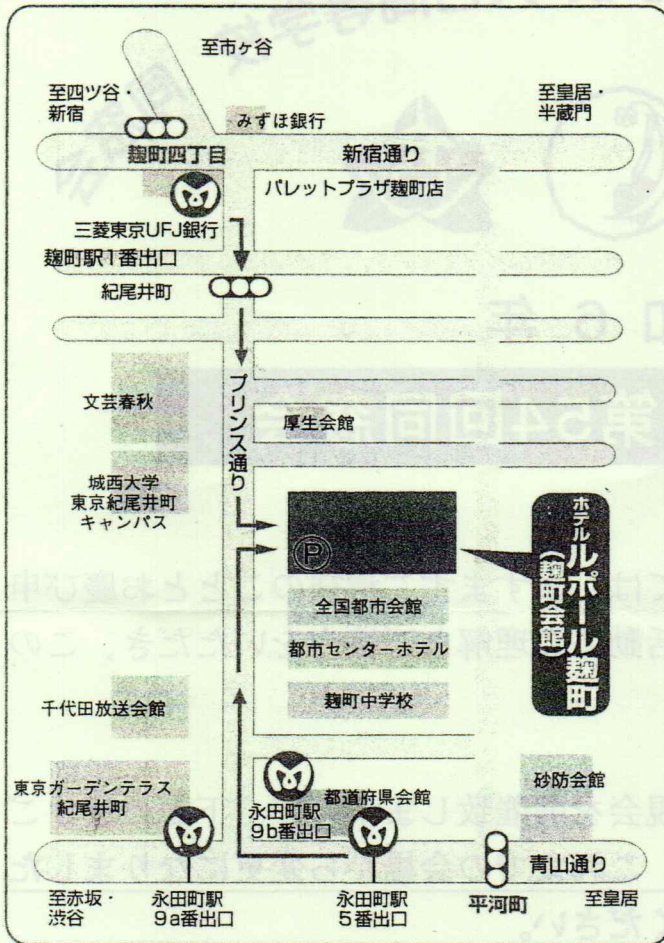 至市ヶ谷
至四ツ谷・
新宿
至皇居・
半蔵門
みずほ銀行
麹町四丁目
新宿通り
パレットプラザ麹町店
三菱東京UFJ銀行
麹町駅1番出口
紀尾井町
プリンス通り
文芸春秋
厚生会館
城西大学
東京紀尾井町
キャンパス
P
ホテルルポール麹町
(麹町会館)
全国都市会館
都市センターホテル
麹町中学校
千代田放送会館
東京ガーデンテラス
紀尾井町
永田町駅
9b番出口
都道府県会館
砂防会館
青山通り
至赤坂・
渋谷
永田町駅
9a番出口
永田町駅
5番出口
平河町
至皇居